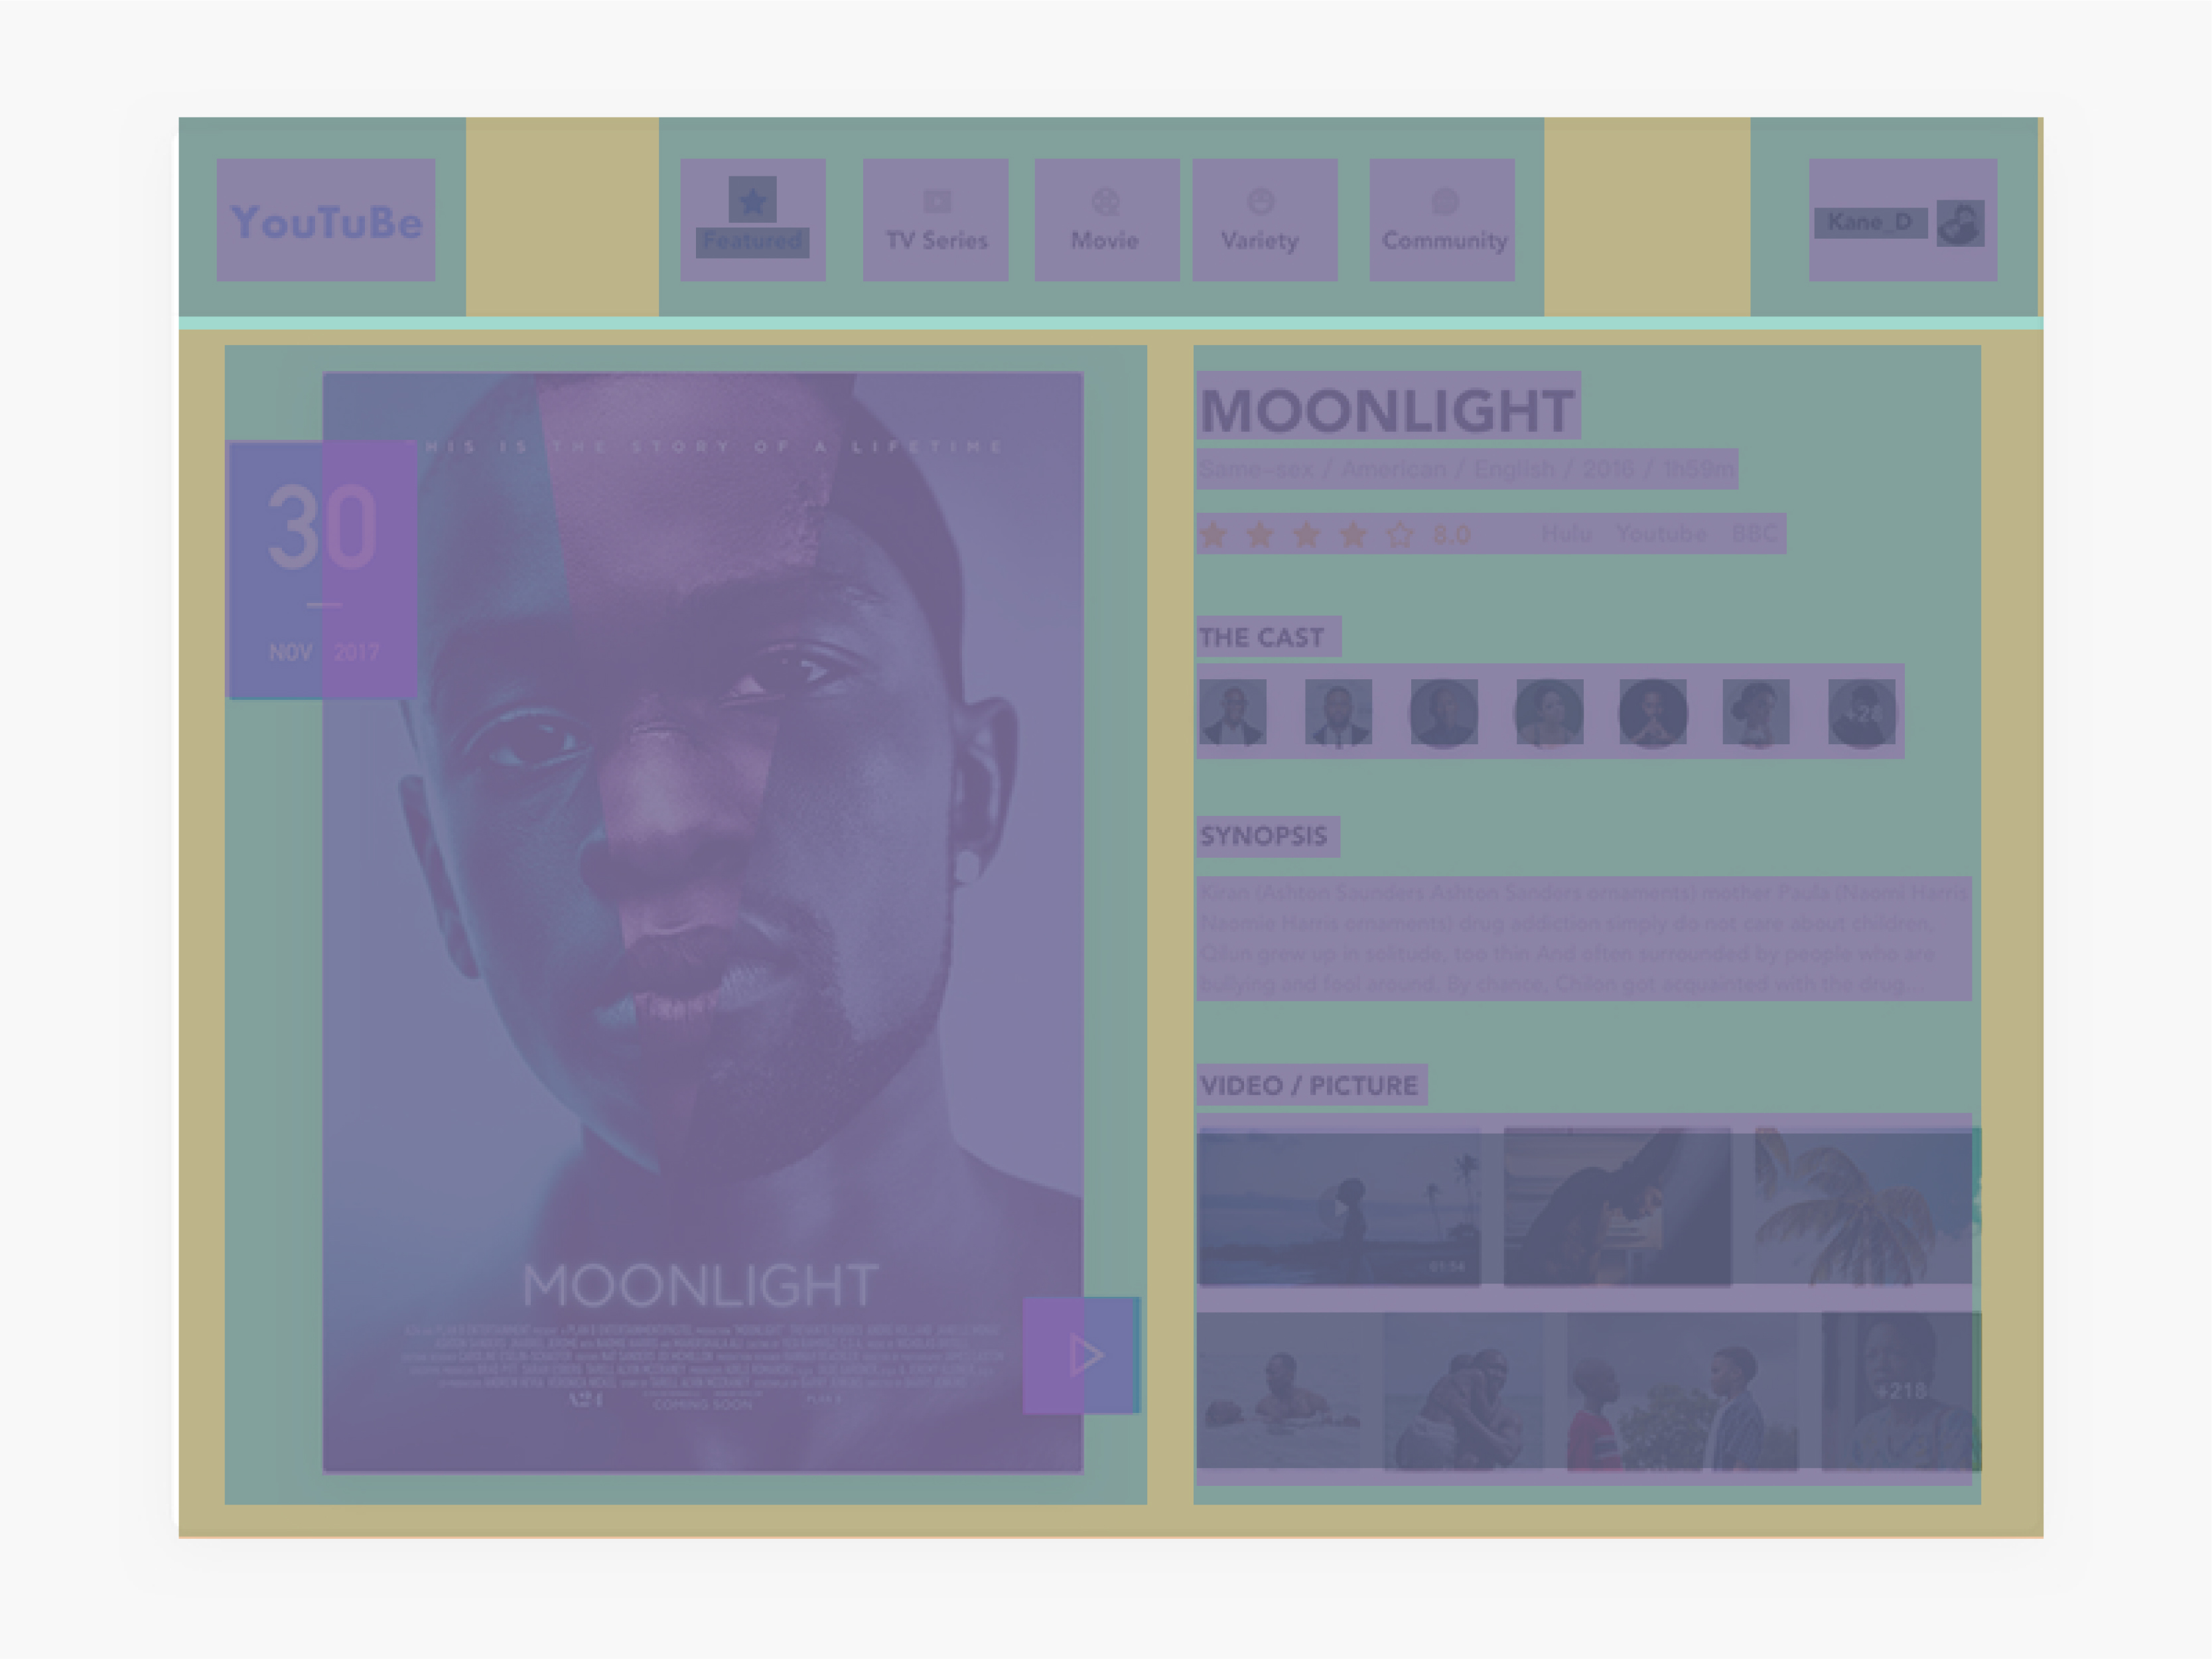 YouTuBe
Featured
TV Series
Movie
Variety
Community
Kane_D
THIS IS THE STORY OF A LIFETIME
30
NOV 2017
MOONLIGHT
COMING SOON
MOONLIGHT
Same-sex / American / English / 2016 / 1h59m
8.0 Hulu Youtube BBC
THE CAST
+28
SYNOPSIS
Kiran (Ashton Saunders Ashton Sanders ornaments) mother Paula (Naomi Harris
Naomie Harris ornaments) drug addiction simply do not care about children.
Qilun grew up in solitude, too thin And often surrounded by people who are
bullying and fool around. By chance, Chilon got acquainted with the drug...
VIDEO / PICTURE
01:54
+218